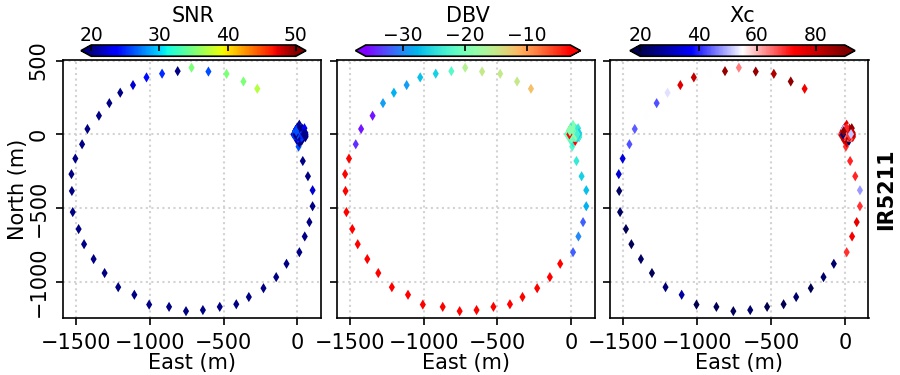 SNR DBV Xc
20 30 40 50 −30 −20 −10 20 40 60 80
North (m)
500
0
−500
−1000
−1500 −1000 −500 0 −1500 −1000 −500 0 −1500 −1000 −500 0
East (m) East (m) East (m)
IR5211